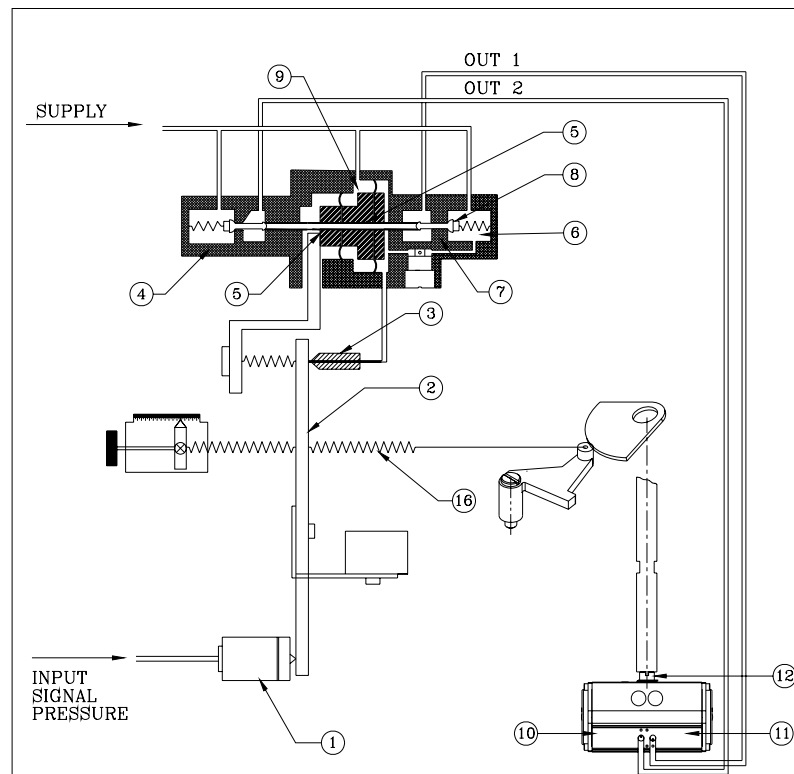 OUT 1
OUT 2
SUPPLY
9
5
8
6
4
5
7
3
2
16
12
INPUT
SIGNAL
PRESSURE
10
11
1